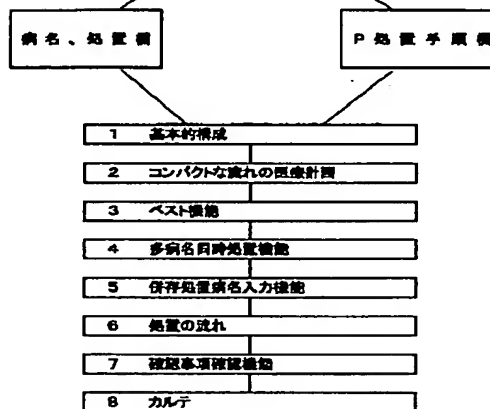 病名、処置欄
P処置手順欄
1 基本的構成
2 コンパクトな流れの医療計画
3 ベスト機能
4 多病名同時処置機能
5 併存処置病名入力機能
6 処置の流れ
7 確認事項確認機能
8 カルテ